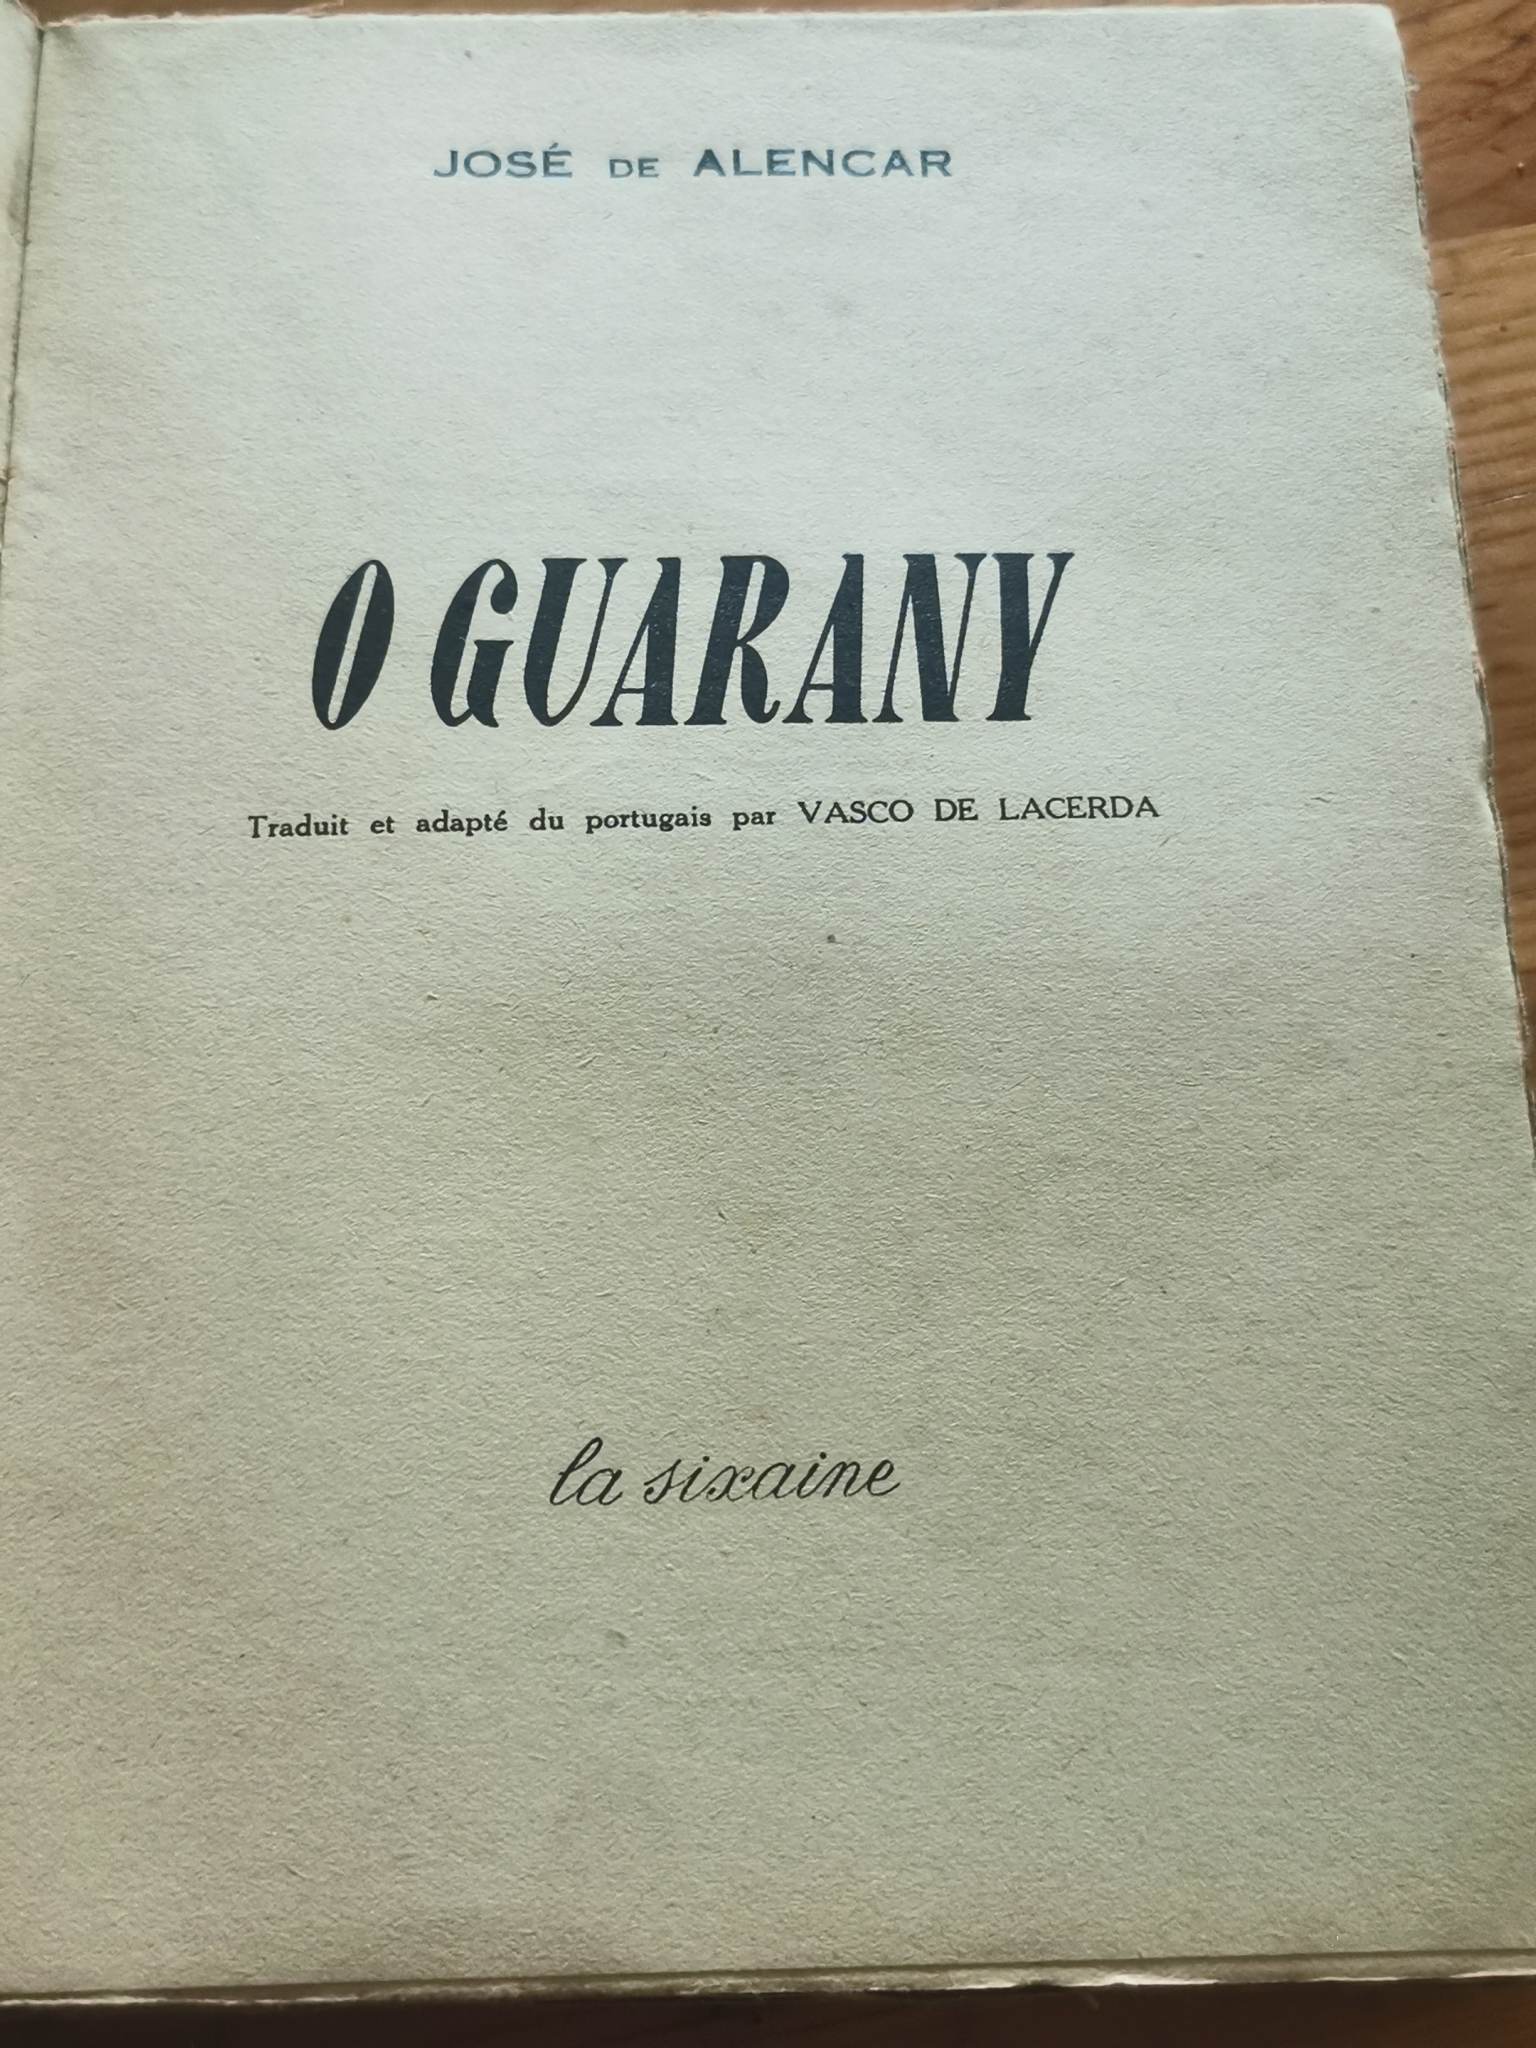 JOSÉ DE ALENCAR
O GUARANY
Traduit et adapté du portugais par VASCO DE LACERDA
la sixaine